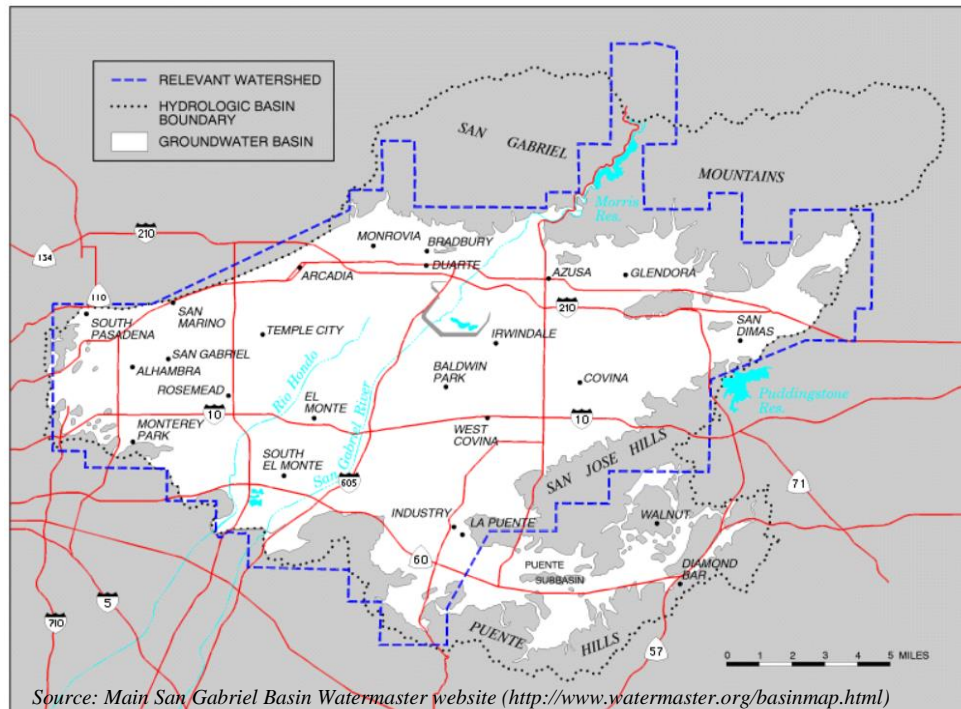 RELEVANT WATERSHED
HYDROLOGIC BASIN
BOUNDARY
GROUNDWATER BASIN
SAN GABRIEL
MOUNTAINS
Morris
Res.
210
134
110
MONROVIA
BRADBURY
DUARTE
ARCADIA
AZUSA
GLENDORA
210
SOUTH
PASADENA
SAN
MARINO
TEMPLE CITY
IRWINDALE
SAN
DIMAS
SAN GABRIEL
ALHAMBRA
ROSEMEAD
Rio Hondo
BALDWIN
PARK
COVINA
Puddingstone
Res.
10
EL
MONTE
San Gabriel River
WEST
COVINA
10
MONTEREY
PARK
SOUTH
EL MONTE
605
SAN JOSE HILLS
71
INDUSTRY
LA PUENTE
WALNUT
60
PUENTE
SUBBASIN
DIAMOND
BAR
5
710
PUENTE
HILLS
57
0 1 2 3 4 5 MILES
Source: Main San Gabriel Basin Watermaster website (http://www.watermaster.org/basinmap.html)